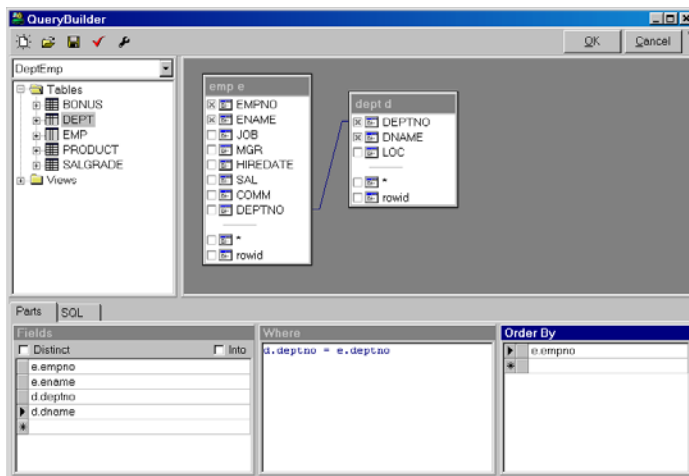 QueryBuilder
OK Cancel
DeptEmp
Tables
BONUS
DEPT
EMP
PRODUCT
SALGRADE
Views
emp e
EMPNO
ENAME
JOB
MGR
HIREDATE
SAL
COMM
DEPTNO
*
rowid
dept d
DEPTNO
DNAME
LOC
*
rowid
Parts SQL
Fields
Distinct Into
e.empno
e.ename
d.deptno
d.dname
Where
d.deptno = e.deptno
Order By
e.empno